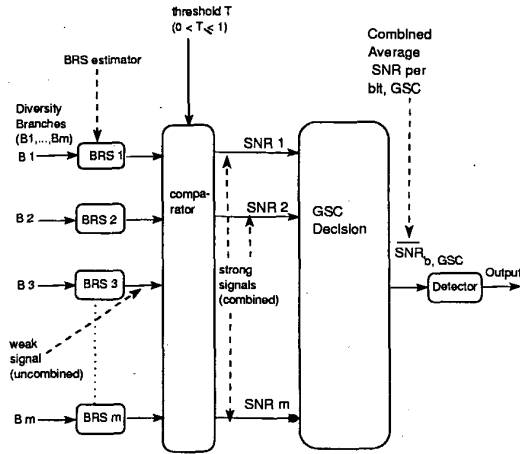 threshold T
(0 < T ≤ 1)
BRS estimator
Combined
Average
SNR per
bit, GSC
Diversity
Branches
(B1,...,Bm)
B 1
BRS 1
SNR 1
compa-
rator
B 2
BRS 2
SNR 2
GSC
Decision
SNR b, GSC
B 3
BRS 3
strong
signals
(combined)
Detector
Output
weak
signal
(uncombined)
B m
BRS m
SNR m